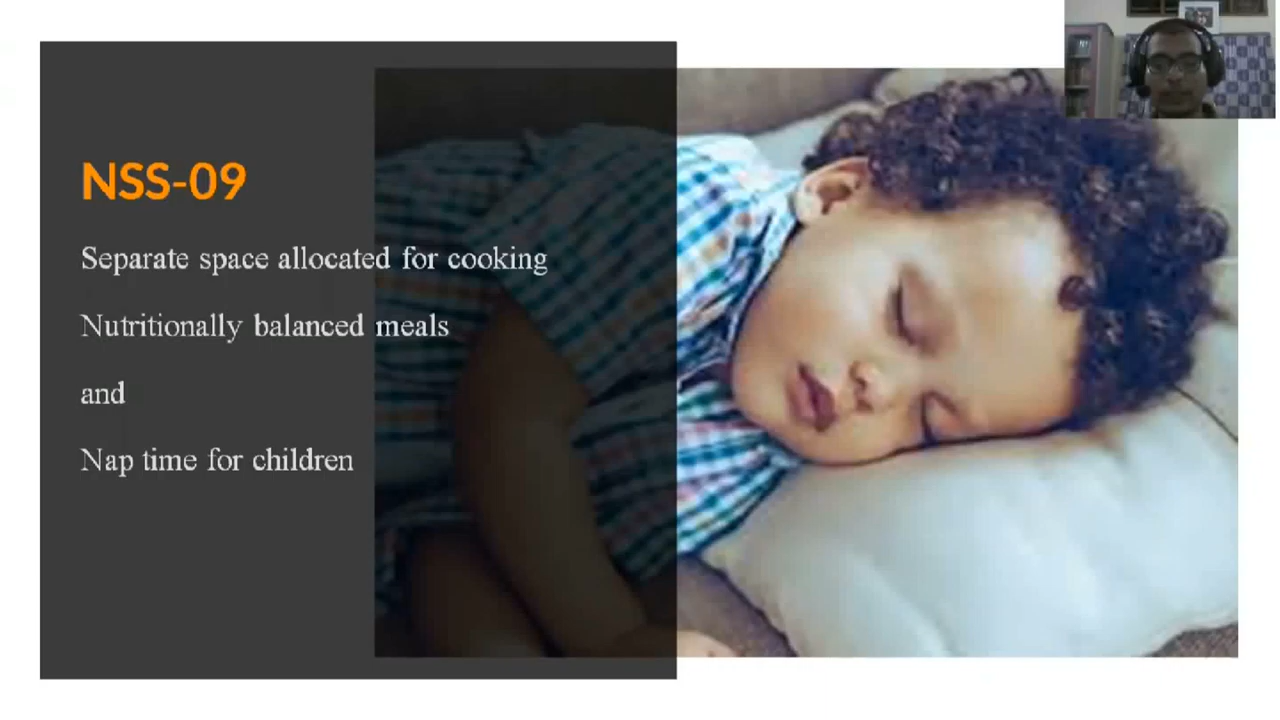 NSS-09
Separate space allocated for cooking
Nutritionally balanced meals
and
Nap time for children